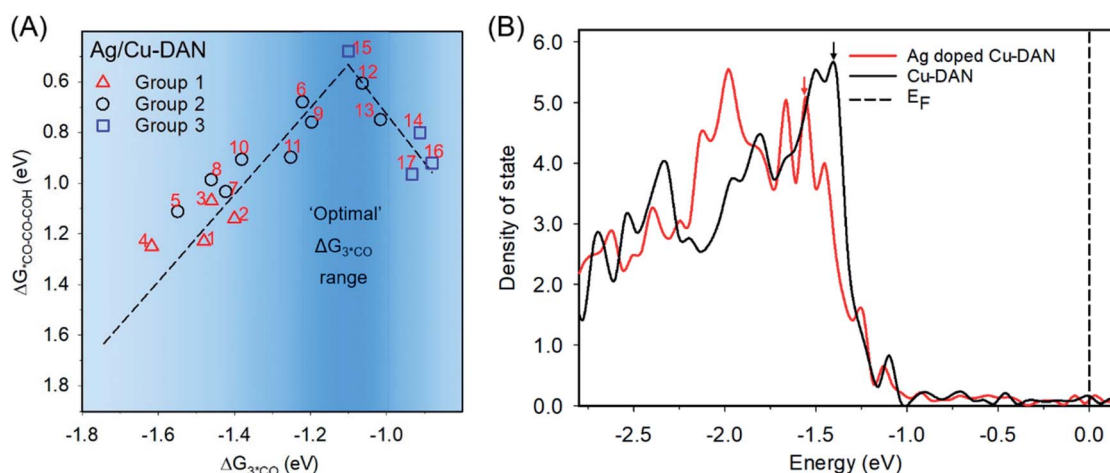 (A)
Ag/Cu-DAN
Group 1
Group 2
Group 3
15
12
6
9
13
14
16
17
10
11
8
3
7
5
2
1
4
'Optimal'
ΔG3*CO
range
0.6
0.8
1.0
1.2
1.4
1.6
1.8
ΔG*CO-CO-COH (eV)
-1.8
-1.6
-1.4
-1.2
-1.0
ΔG3*CO (eV)
(B)
Ag doped Cu-DAN
Cu-DAN
EF
6.0
5.0
4.0
3.0
2.0
1.0
0.0
Density of state
-2.5
-2.0
-1.5
-1.0
-0.5
0.0
Energy (eV)